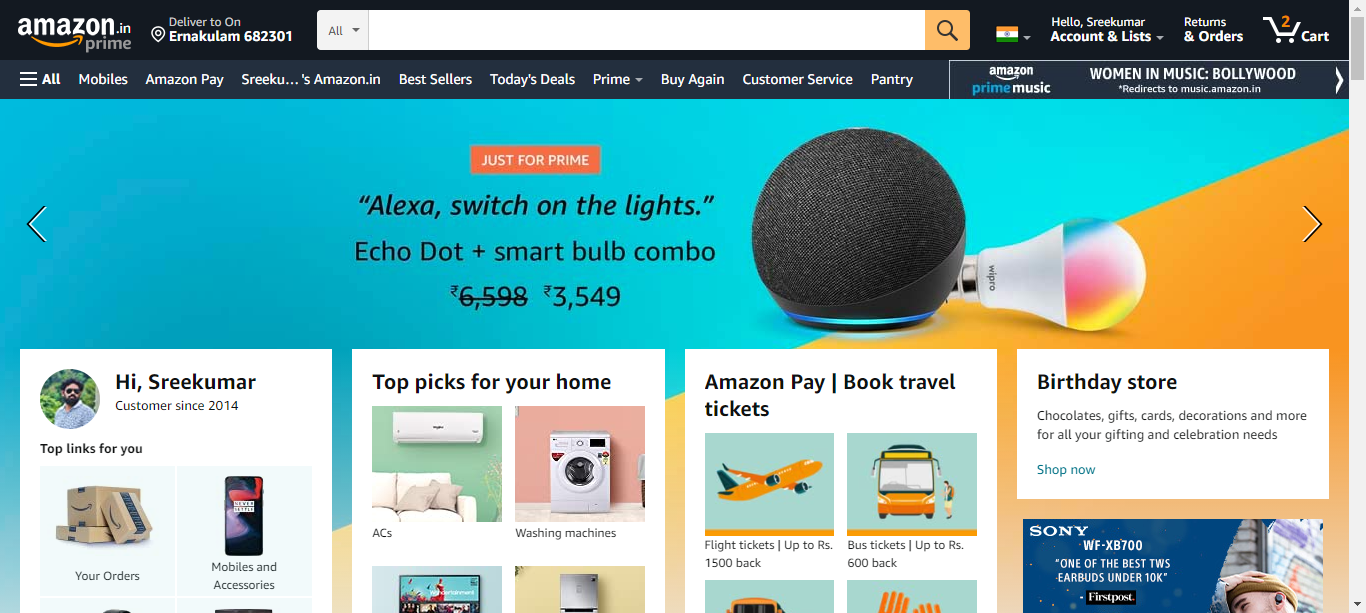 amazon.in
prime
Deliver to On
Ernakulam 682301
All
Hello, Sreekumar
Account & Lists
Returns
& Orders
2
Cart
All
Mobiles
Amazon Pay
Sreeku... 's Amazon.in
Best Sellers
Today's Deals
Prime
Buy Again
Customer Service
Pantry
amazon
prime music
WOMEN IN MUSIC: BOLLYWOOD
*Redirects to music.amazon.in
JUST FOR PRIME
“Alexa, switch on the lights.”
Echo Dot + smart bulb combo
₹6,598 ₹3,549
wipro
Hi, Sreekumar
Customer since 2014
Top links for you
Your Orders
NEVER
SETTLE
Mobiles and
Accessories
Top picks for your home
ACs
Washing machines
Amazon Pay | Book travel
tickets
Flight tickets | Up to Rs.
1500 back
Bus tickets | Up to Rs.
600 back
Birthday store
Chocolates, gifts, cards, decorations and more
for all your gifting and celebration needs
Shop now
SONY
WF-XB700
“ONE OF THE BEST TWS
EARBUDS UNDER 10K”
- Firstpost.